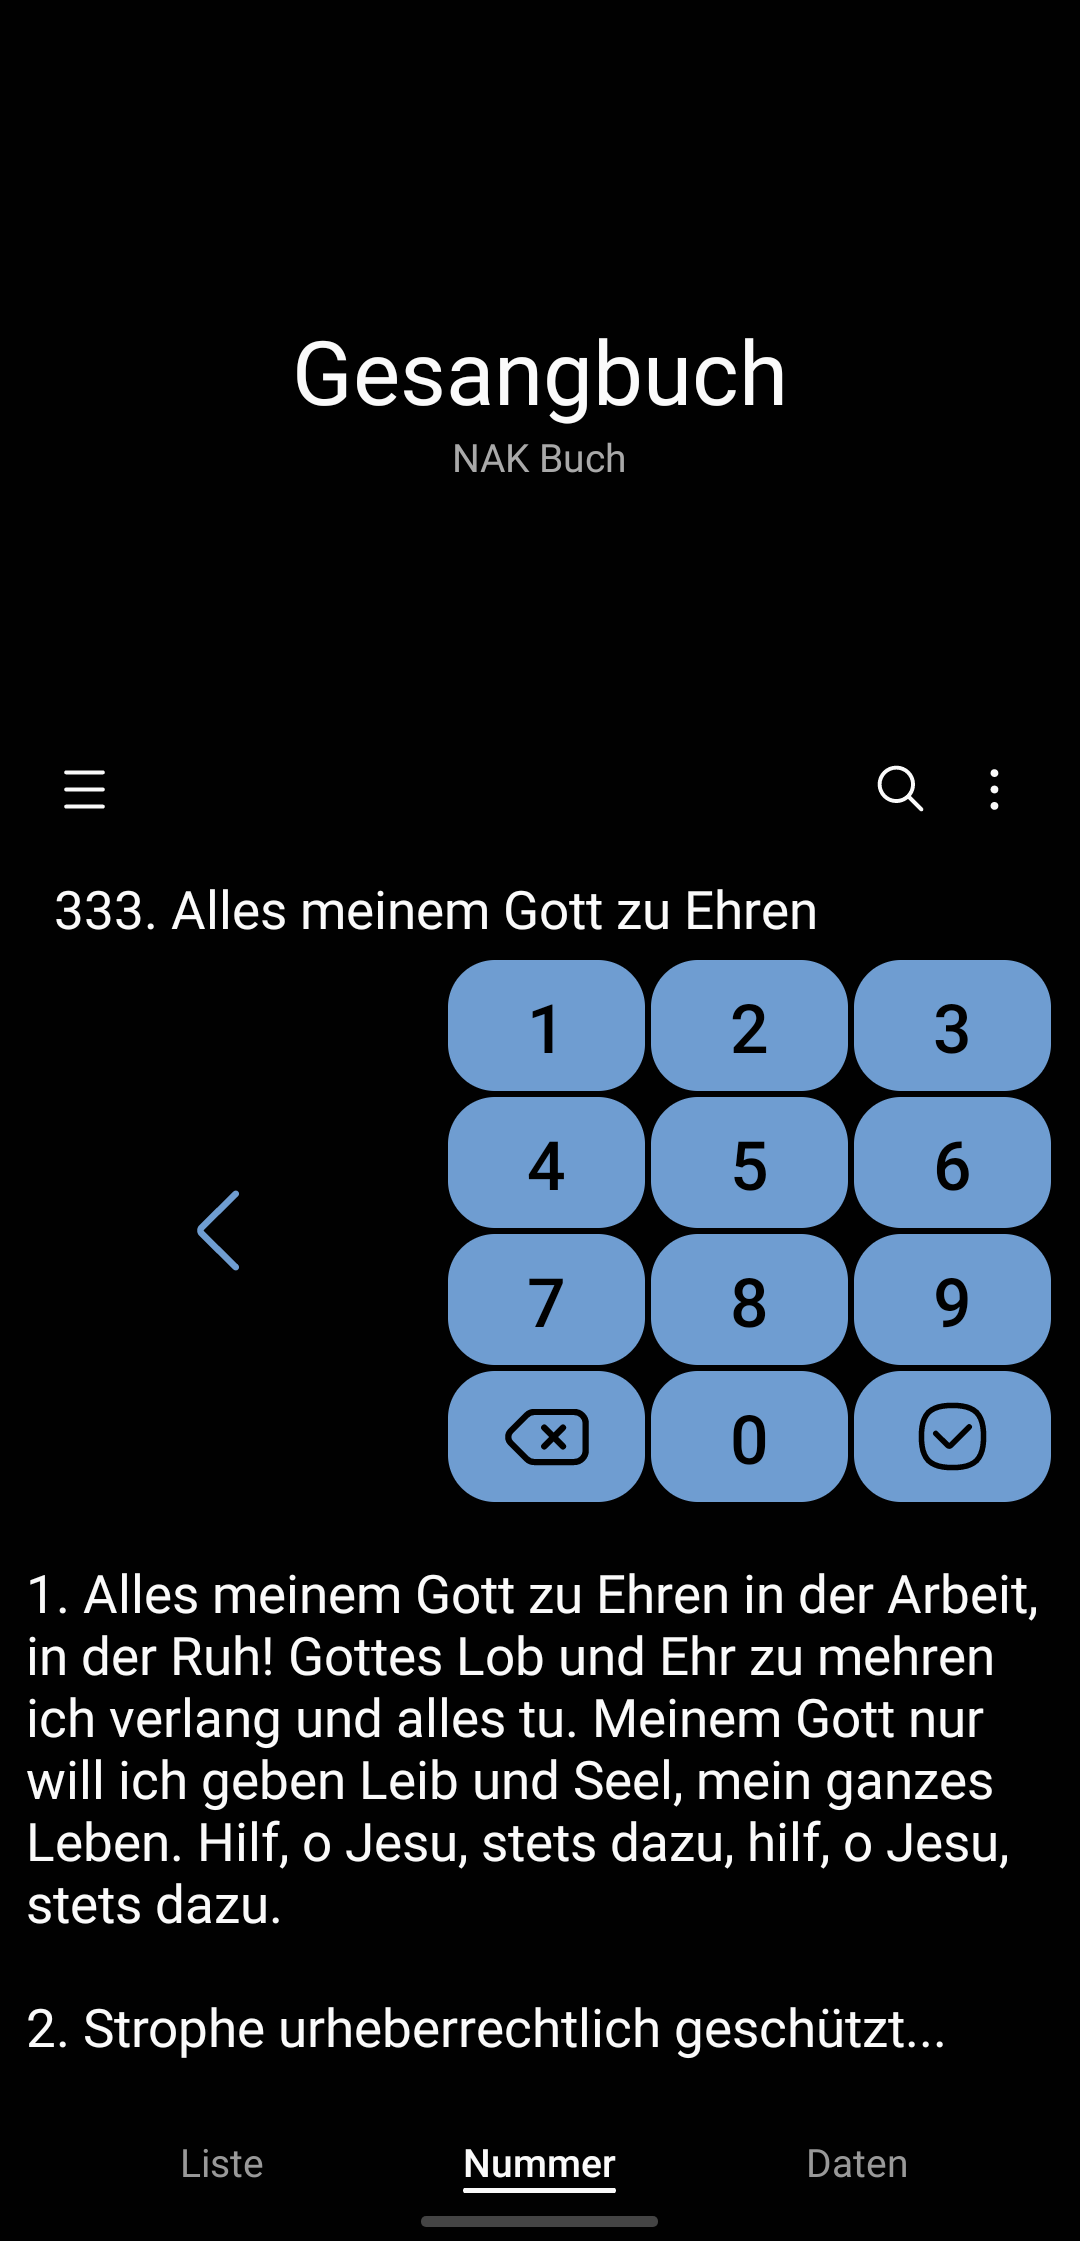 Gesangbuch
NAK Buch
333. Alles meinem Gott zu Ehren
1 2 3
4 5 6
7 8 9
0
1. Alles meinem Gott zu Ehren in der Arbeit,
in der Ruh! Gottes Lob und Ehr zu mehren
ich verlang und alles tu. Meinem Gott nur
will ich geben Leib und Seel, mein ganzes
Leben. Hilf, o Jesu, stets dazu, hilf, o Jesu,
stets dazu.
2. Strophe urheberrechtlich geschützt...
Liste Nummer Daten